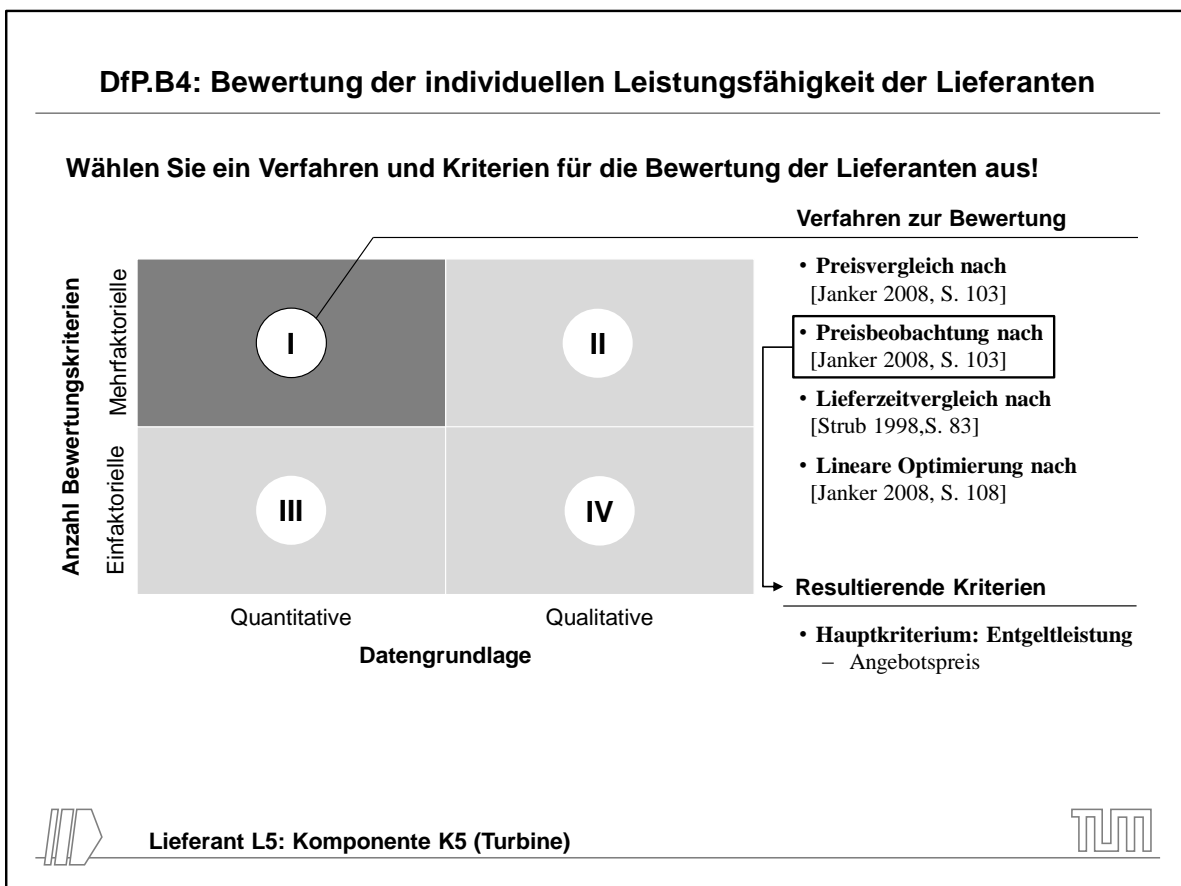 DfP.B4: Bewertung der individuellen Leistungsfähigkeit der Lieferanten
Wählen Sie ein Verfahren und Kriterien für die Bewertung der Lieferanten aus!
Anzahl Bewertungskriterien
Mehrfaktorielle
Einfaktorielle
I
II
III
IV
Quantitative
Qualitative
Datengrundlage
Verfahren zur Bewertung
• Preisvergleich nach
[Janker 2008, S. 103]
• Preisbeobachtung nach
[Janker 2008, S. 103]
• Lieferzeitvergleich nach
[Strub 1998,S. 83]
• Lineare Optimierung nach
[Janker 2008, S. 108]
Resultierende Kriterien
• Hauptkriterium: Entgeltleistung
– Angebotspreis
Lieferant L5: Komponente K5 (Turbine)
TUM